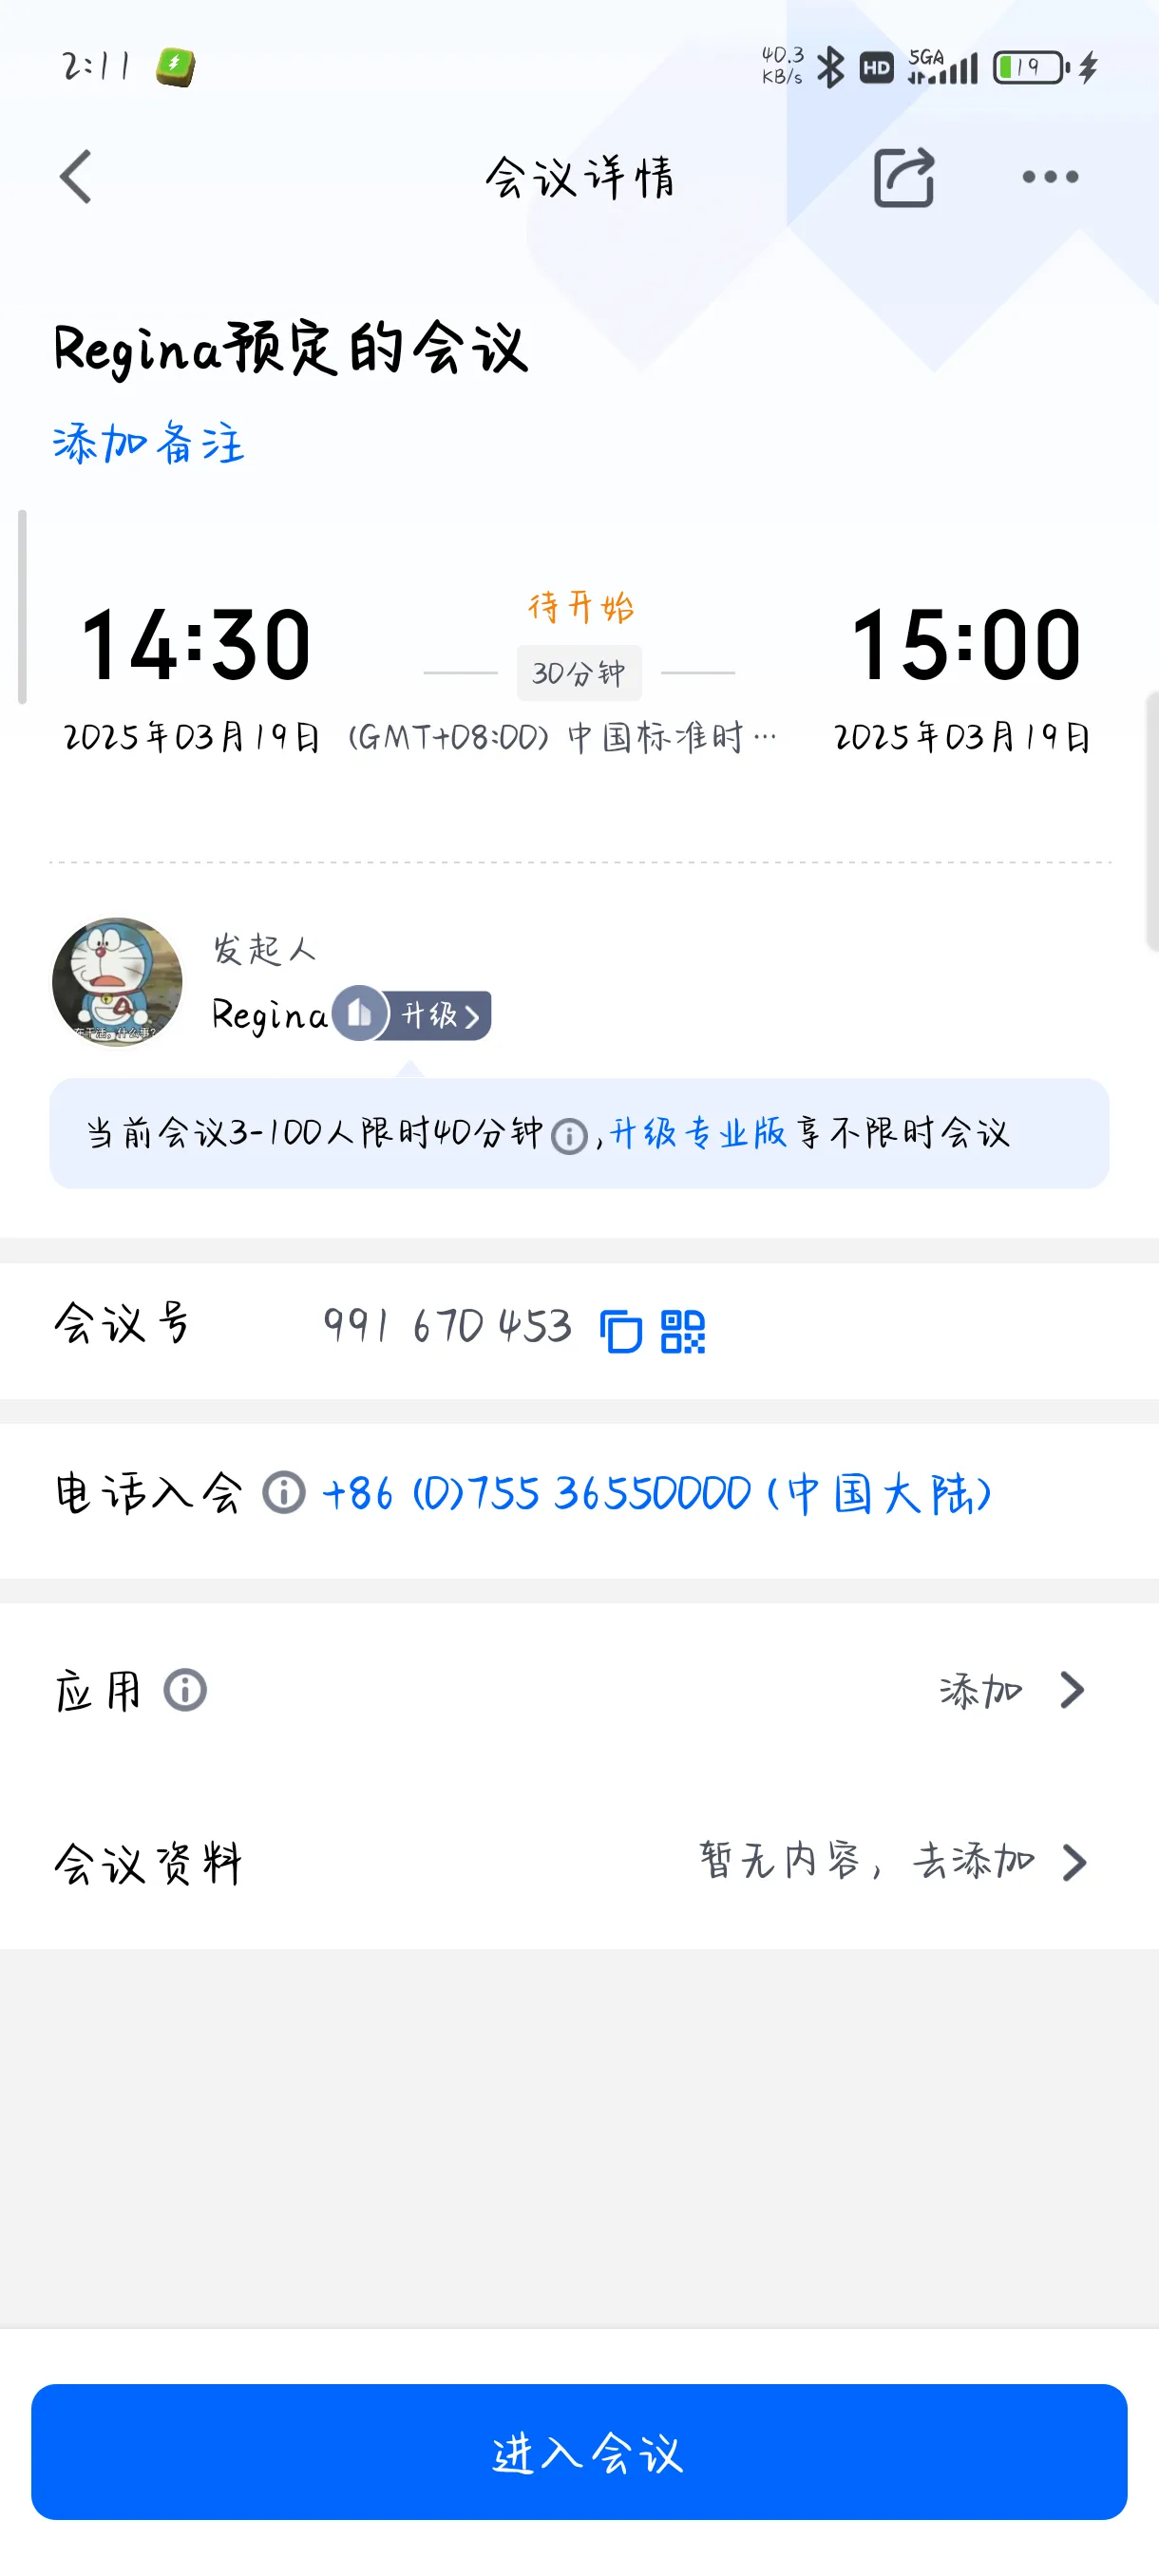 2:11
40.3 KB/s HD 5GA 19
会议详情
Regina预定的会议
添加备注
14:30 待开始 15:00
30分钟
2025年03月19日 (GMT+08:00) 中国标准时… 2025年03月19日
发起人
Regina 升级
当前会议3-100人限时40分钟,升级专业版享不限时会议
会议号 991 670 453
电话入会 +86 (0)755 36550000 (中国大陆)
应用 添加
会议资料 暂无内容，去添加
进入会议